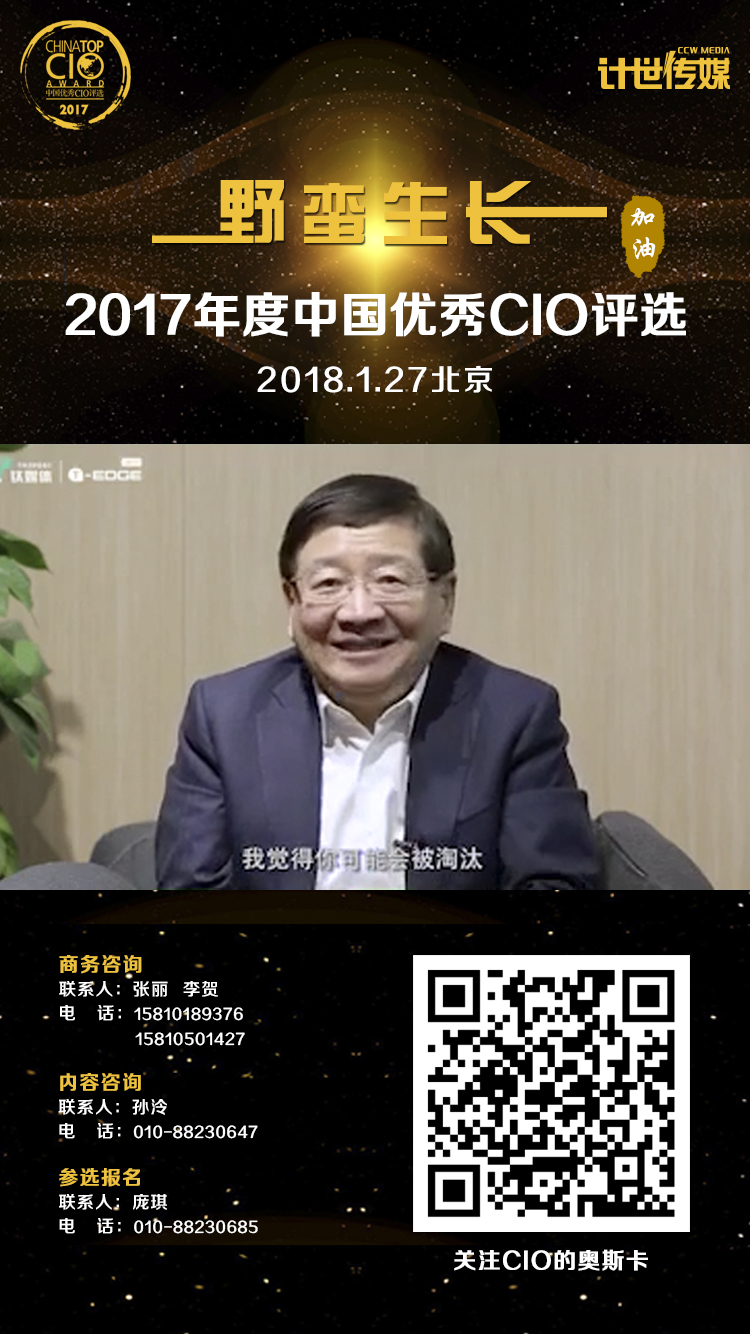 CHINATOP
CIO
AWARD
中国优秀CIO评选
2017
CCW MEDIA
计世传媒
野蛮生长
加油
2017年度中国优秀CIO评选
2018.1.27北京
钛媒体
T-EDGE
我觉得你可能会被淘汰
商务咨询
联系人：张丽 李贺
电 话：15810189376
15810501427
内容咨询
联系人：孙泠
电 话：010-88230647
参选报名
联系人：庞琪
电 话：010-88230685
关注CIO的奥斯卡